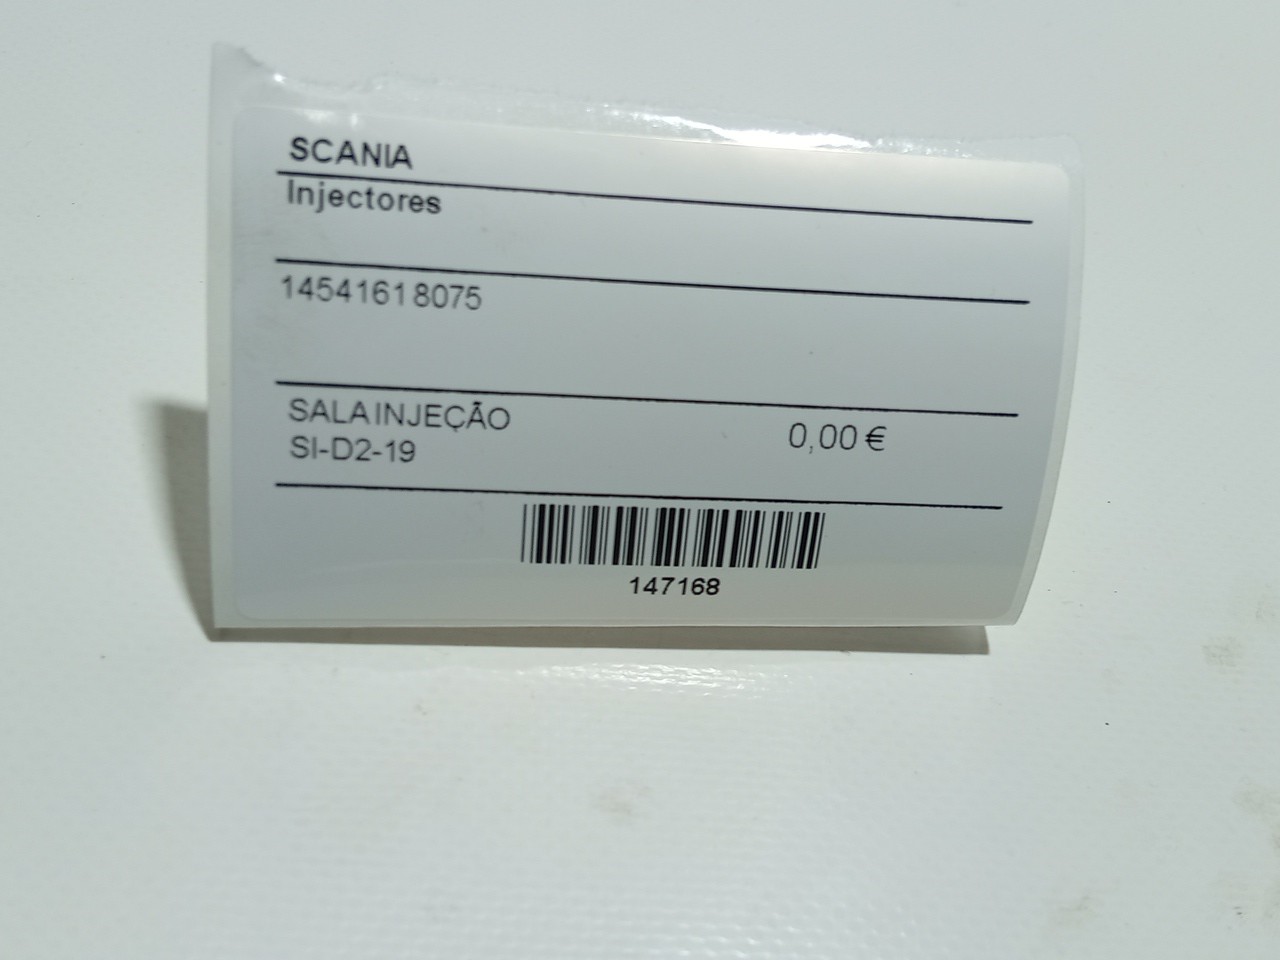 SCANIA
Injectores
14541618075
SALA INJEÇÃO
0,00 €
SI-D2-19
147168